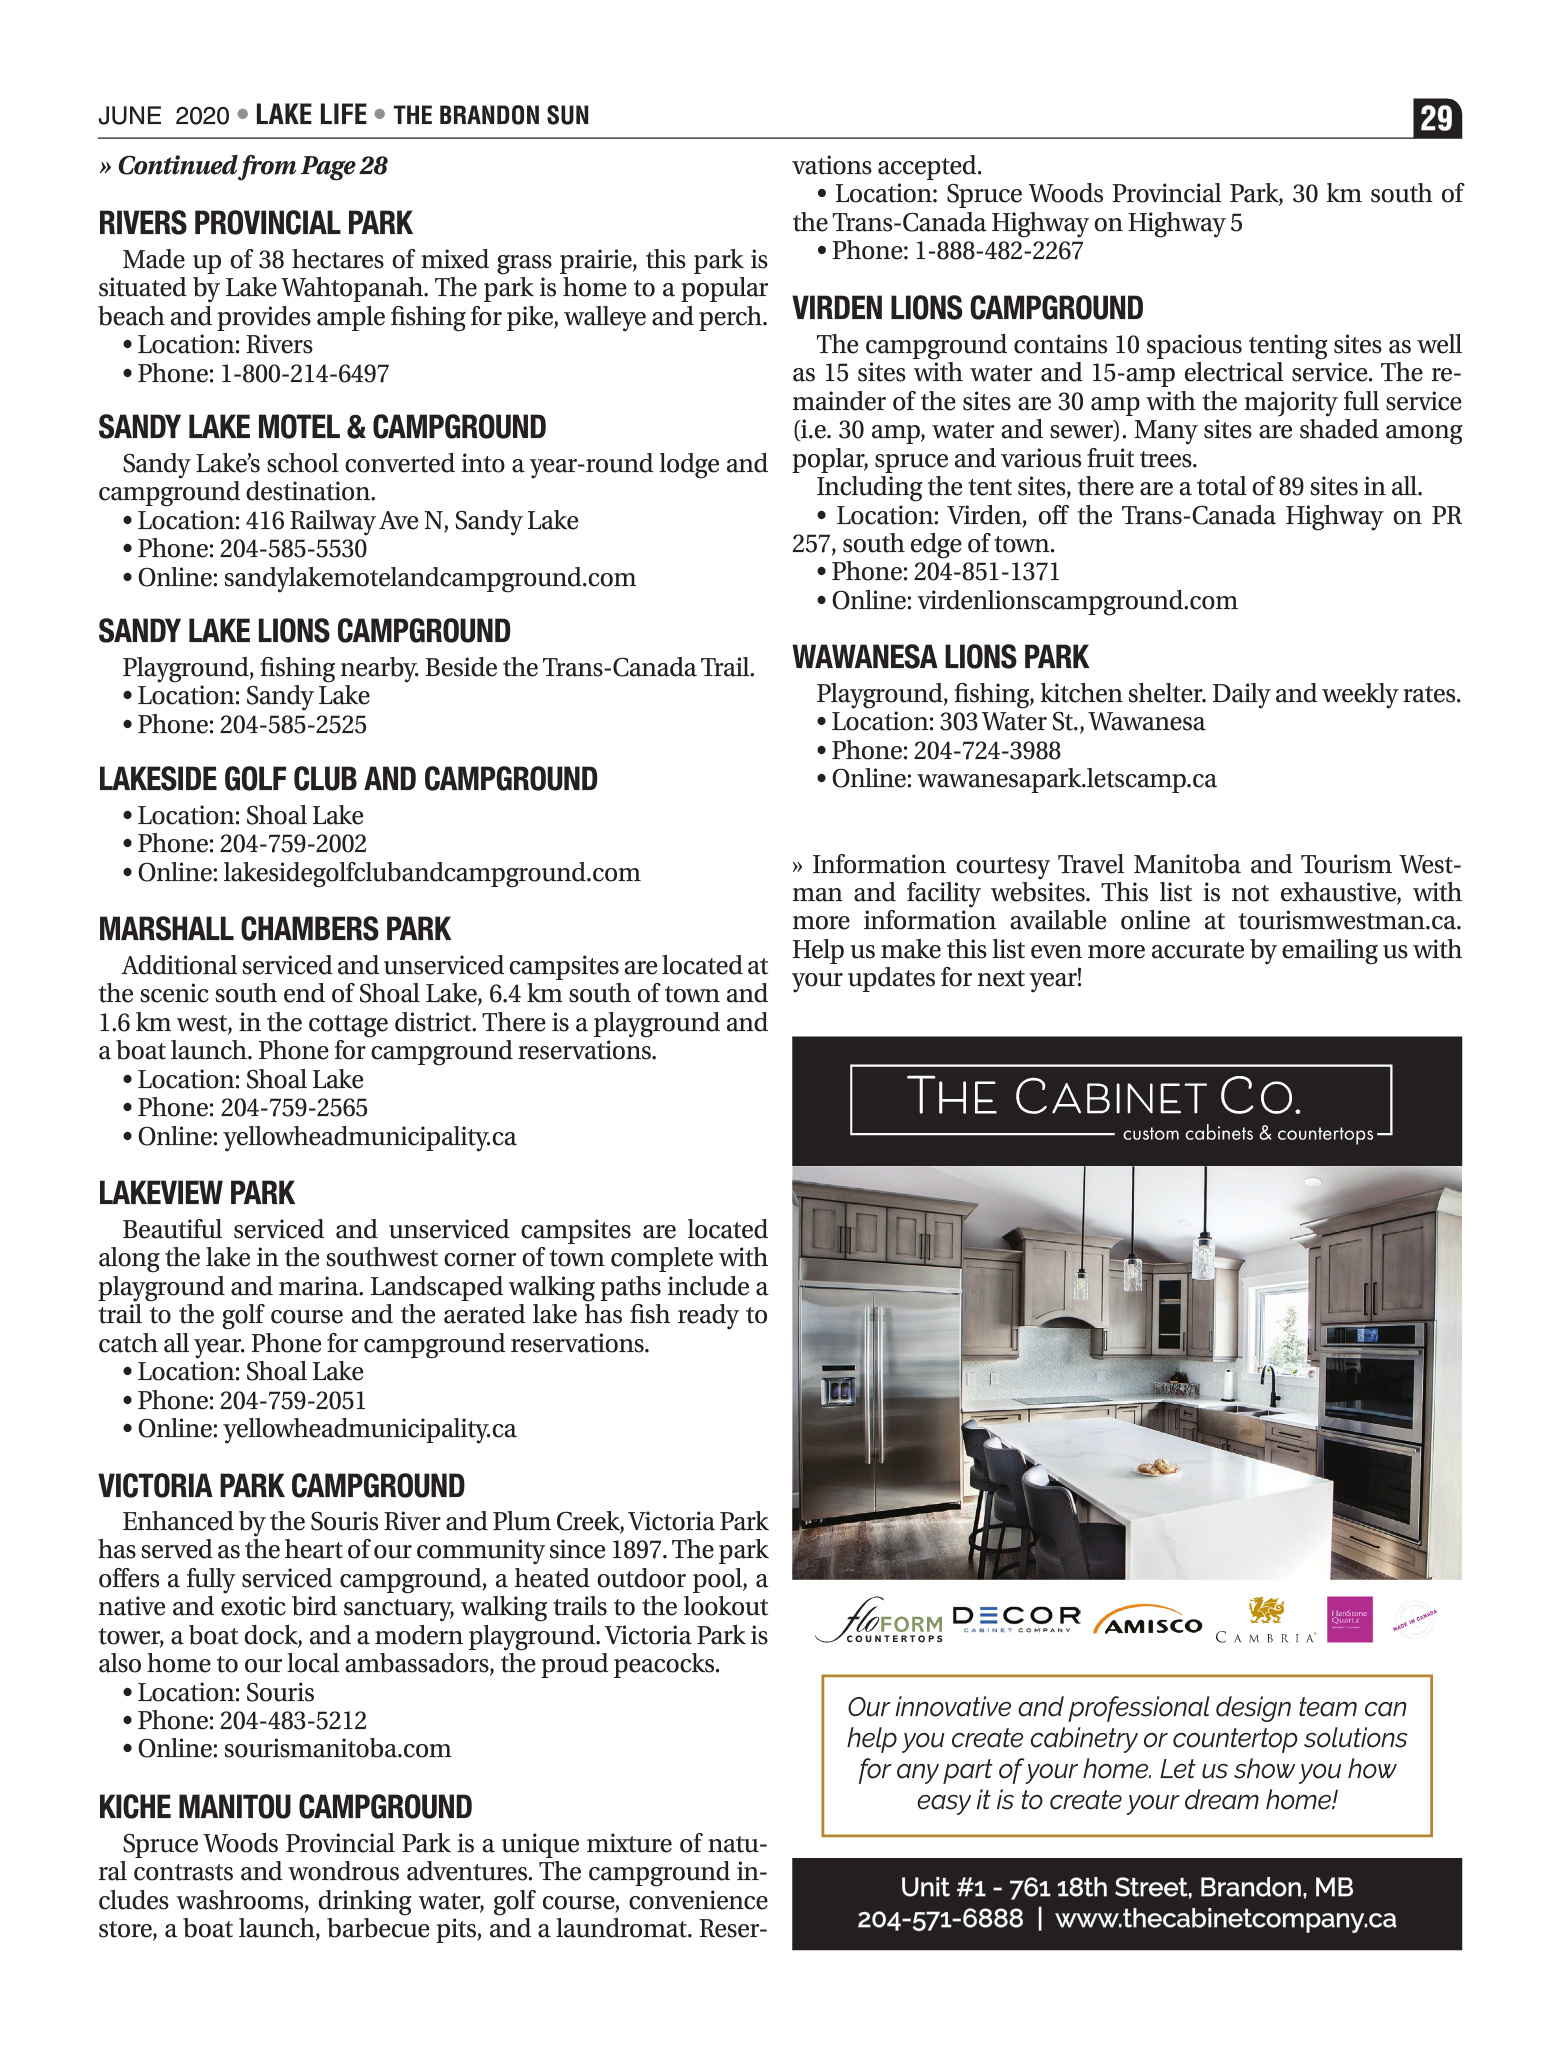 JUNE 2020 • LAKE LIFE • THE BRANDON SUN
29
» Continued from Page 28
RIVERS PROVINCIAL PARK
Made up of 38 hectares of mixed grass prairie, this park is
situated by Lake Wahtopanah. The park is home to a popular
beach and provides ample fishing for pike, walleye and perch.
• Location: Rivers
• Phone: 1-800-214-6497
SANDY LAKE MOTEL & CAMPGROUND
Sandy Lake’s school converted into a year-round lodge and
campground destination.
• Location: 416 Railway Ave N, Sandy Lake
• Phone: 204-585-5530
• Online: sandylakemotelandcampground.com
SANDY LAKE LIONS CAMPGROUND
Playground, fishing nearby. Beside the Trans-Canada Trail.
• Location: Sandy Lake
• Phone: 204-585-2525
LAKESIDE GOLF CLUB AND CAMPGROUND
• Location: Shoal Lake
• Phone: 204-759-2002
• Online: lakesidegolfclubandcampground.com
MARSHALL CHAMBERS PARK
Additional serviced and unserviced campsites are located at
the scenic south end of Shoal Lake, 6.4 km south of town and
1.6 km west, in the cottage district. There is a playground and
a boat launch. Phone for campground reservations.
• Location: Shoal Lake
• Phone: 204-759-2565
• Online: yellowheadmunicipality.ca
LAKEVIEW PARK
Beautiful serviced and unserviced campsites are located
along the lake in the southwest corner of town complete with
playground and marina. Landscaped walking paths include a
trail to the golf course and the aerated lake has fish ready to
catch all year. Phone for campground reservations.
• Location: Shoal Lake
• Phone: 204-759-2051
• Online: yellowheadmunicipality.ca
VICTORIA PARK CAMPGROUND
Enhanced by the Souris River and Plum Creek, Victoria Park
has served as the heart of our community since 1897. The park
offers a fully serviced campground, a heated outdoor pool, a
native and exotic bird sanctuary, walking trails to the lookout
tower, a boat dock, and a modern playground. Victoria Park is
also home to our local ambassadors, the proud peacocks.
• Location: Souris
• Phone: 204-483-5212
• Online: sourismanitoba.com
KICHE MANITOU CAMPGROUND
Spruce Woods Provincial Park is a unique mixture of natu-
ral contrasts and wondrous adventures. The campground in-
cludes washrooms, drinking water, golf course, convenience
store, a boat launch, barbecue pits, and a laundromat. Reser-
vations accepted.
• Location: Spruce Woods Provincial Park, 30 km south of
the Trans-Canada Highway on Highway 5
• Phone: 1-888-482-2267
VIRDEN LIONS CAMPGROUND
The campground contains 10 spacious tenting sites as well
as 15 sites with water and 15-amp electrical service. The re-
mainder of the sites are 30 amp with the majority full service
(i.e. 30 amp, water and sewer). Many sites are shaded among
poplar, spruce and various fruit trees.
Including the tent sites, there are a total of 89 sites in all.
• Location: Virden, off the Trans-Canada Highway on PR
257, south edge of town.
• Phone: 204-851-1371
• Online: virdenlionscampground.com
WAWANESA LIONS PARK
Playground, fishing, kitchen shelter. Daily and weekly rates.
• Location: 303 Water St., Wawanesa
• Phone: 204-724-3988
• Online: wawanesapark.letscamp.ca
» Information courtesy Travel Manitoba and Tourism West-
man and facility websites. This list is not exhaustive, with
more information available online at tourismwestman.ca.
Help us make this list even more accurate by emailing us with
your updates for next year!
THE CABINET CO.
custom cabinets & countertops
floFORM COUNTERTOPS
DECOR CABINET COMPANY
AMISCO
CAMBRIA
HanStone Quartz
MADE IN CANADA
Our innovative and professional design team can
help you create cabinetry or countertop solutions
for any part of your home. Let us show you how
easy it is to create your dream home!
Unit #1 - 761 18th Street, Brandon, MB
204-571-6888 | www.thecabinetcompany.ca